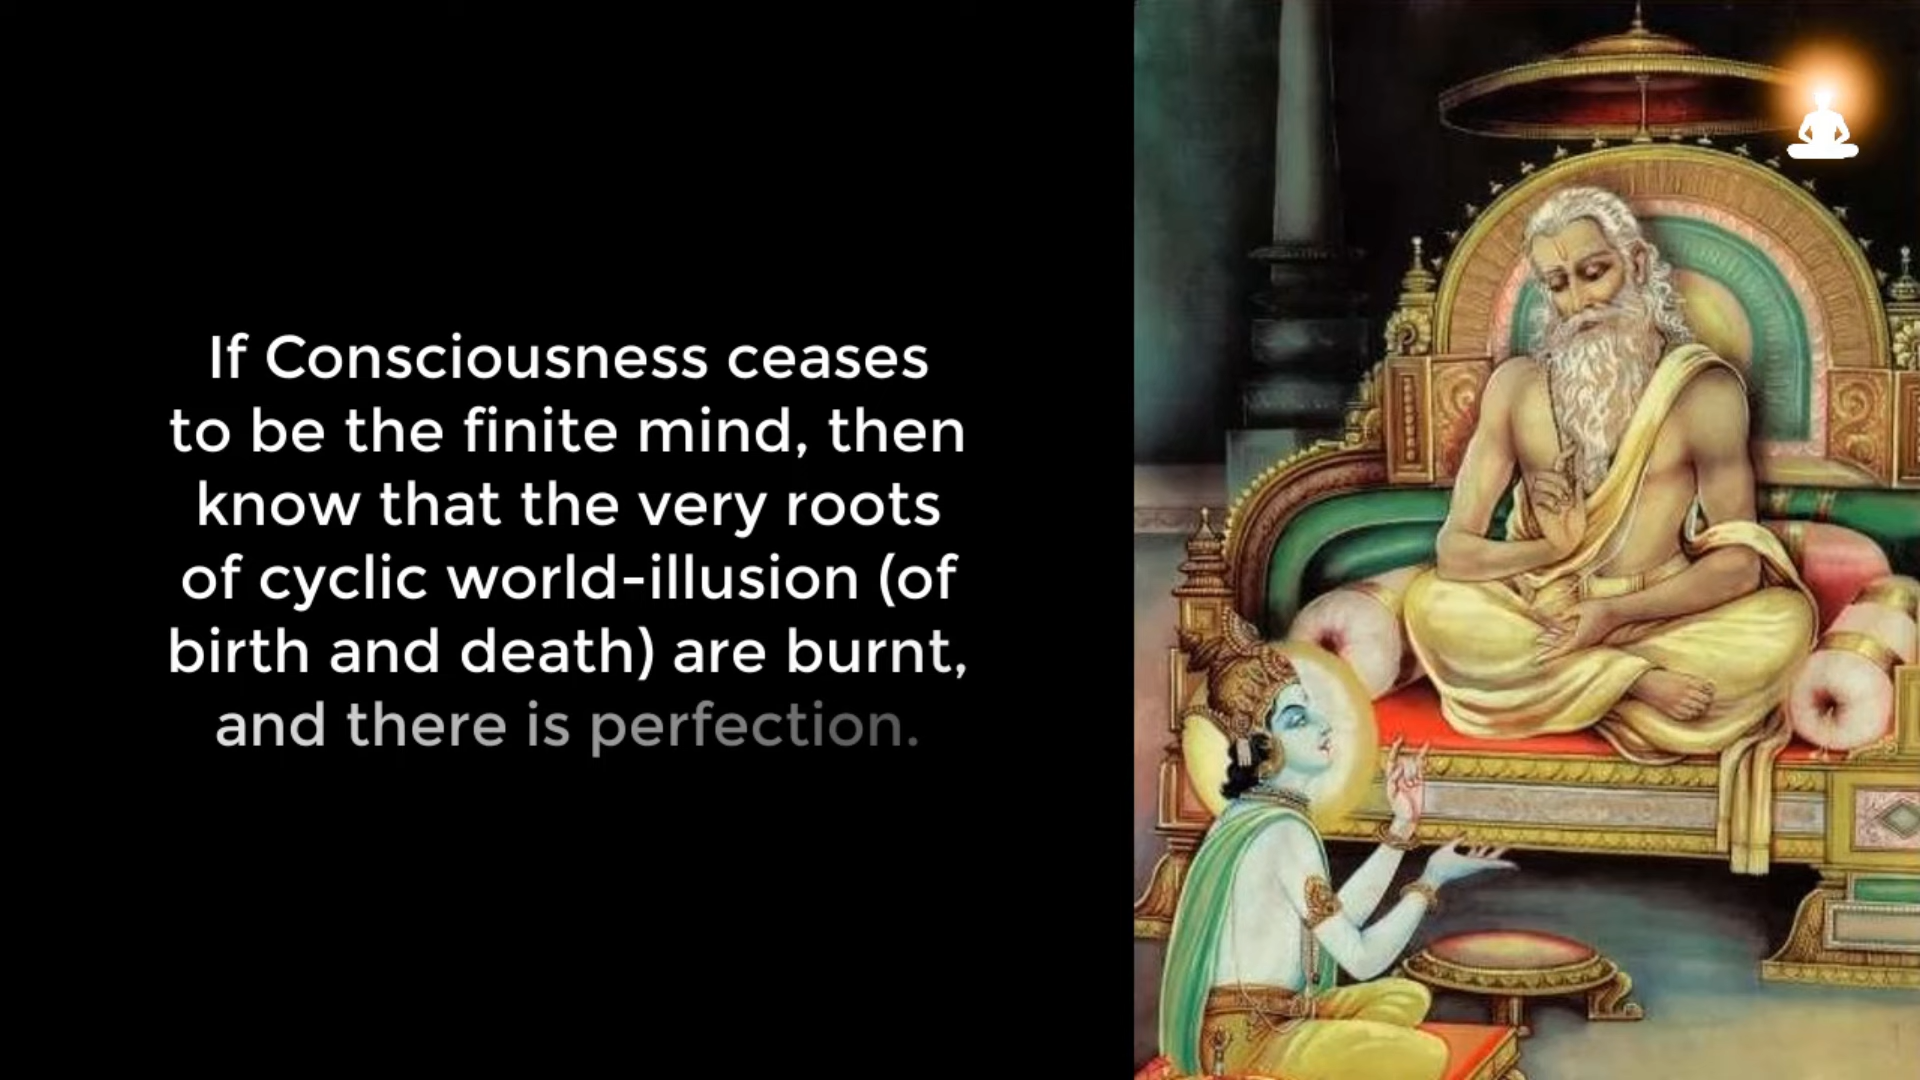 If Consciousness ceases
to be the finite mind, then
know that the very roots
of cyclic world-illusion (of
birth and death) are burnt,
and there is perfection.